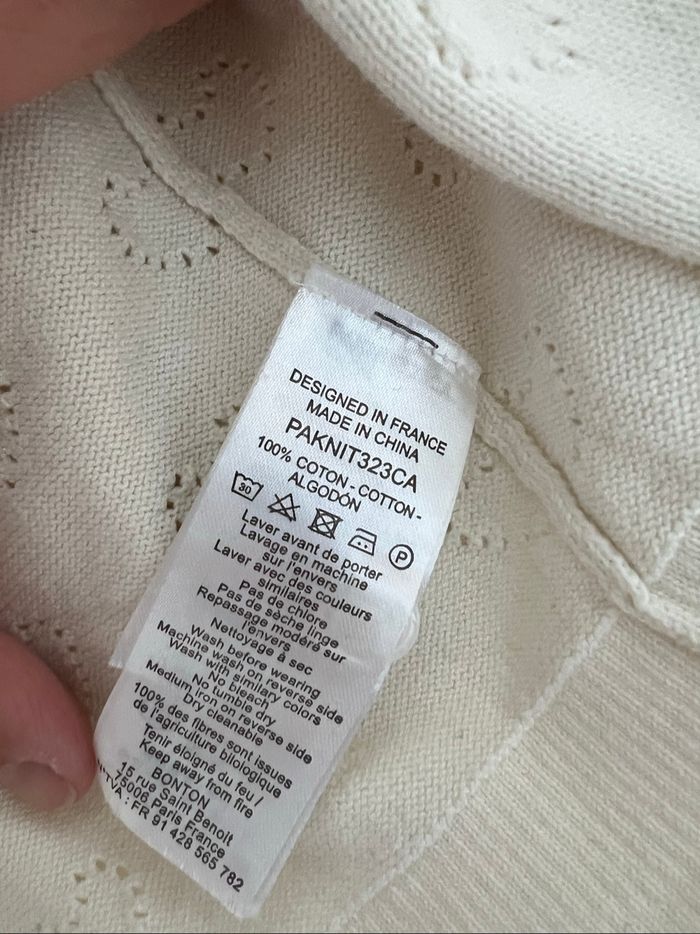 DESIGNED IN FRANCE
MADE IN CHINA
PAKNIT323CA
100% COTON - COTTON -
ALGODÓN
30
P
Laver avant de porter
Lavage en machine
sur l'envers
Laver avec des couleurs
similaires
Pas de chlore
Pas de sèche linge
Repassage modéré sur
l'envers
Nettoyage à sec
Wash before wearing
Machine wash on reverse side
Wash with similary colors
No bleach
No tumble dry
Medium iron on reverse side
Dry cleanable
100% des fibres sont issues
de l'agriculture bilologique
Tenir éloigné du feu /
Keep away from fire
BONTON
15 rue Saint Benoit
75006 Paris France
TVA : FR 91 428 565 782